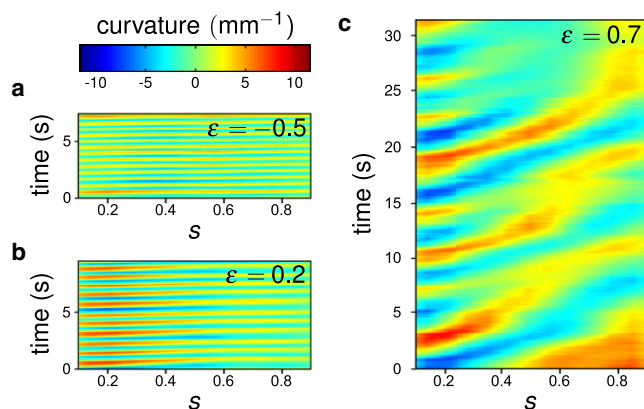 curvature (mm⁻¹)
-10 -5 0 5 10
a
ε = −0.5
time (s)
5
0
0.2 0.4 0.6 0.8
s
b
ε = 0.2
time (s)
5
0
0.2 0.4 0.6 0.8
s
c
ε = 0.7
time (s)
30
25
20
15
10
5
0
0.2 0.4 0.6 0.8
s